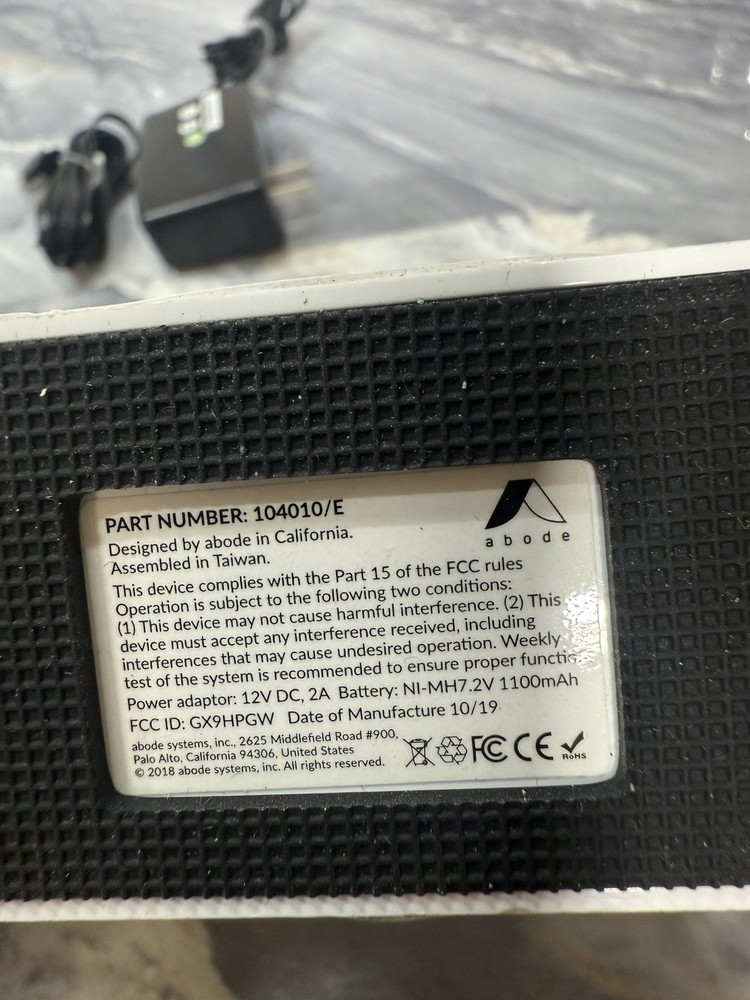 PART NUMBER: 104010/E
abode
Designed by abode in California.
Assembled in Taiwan.
This device complies with the Part 15 of the FCC rules
Operation is subject to the following two conditions:
(1) This device may not cause harmful interference. (2) This
device must accept any interference received, including
interferences that may cause undesired operation. Weekly
test of the system is recommended to ensure proper
Power adaptor: 12V DC, 2A Battery: NI-MH7.2V 1100mAh
FCC ID: GX9HPGW Date of Manufacture 10/19
abode systems, inc., 2625 Middlefield Road #900,
Palo Alto, California 94306, United States
© 2018 abode systems, inc. All rights reserved.
FC CE RoHS